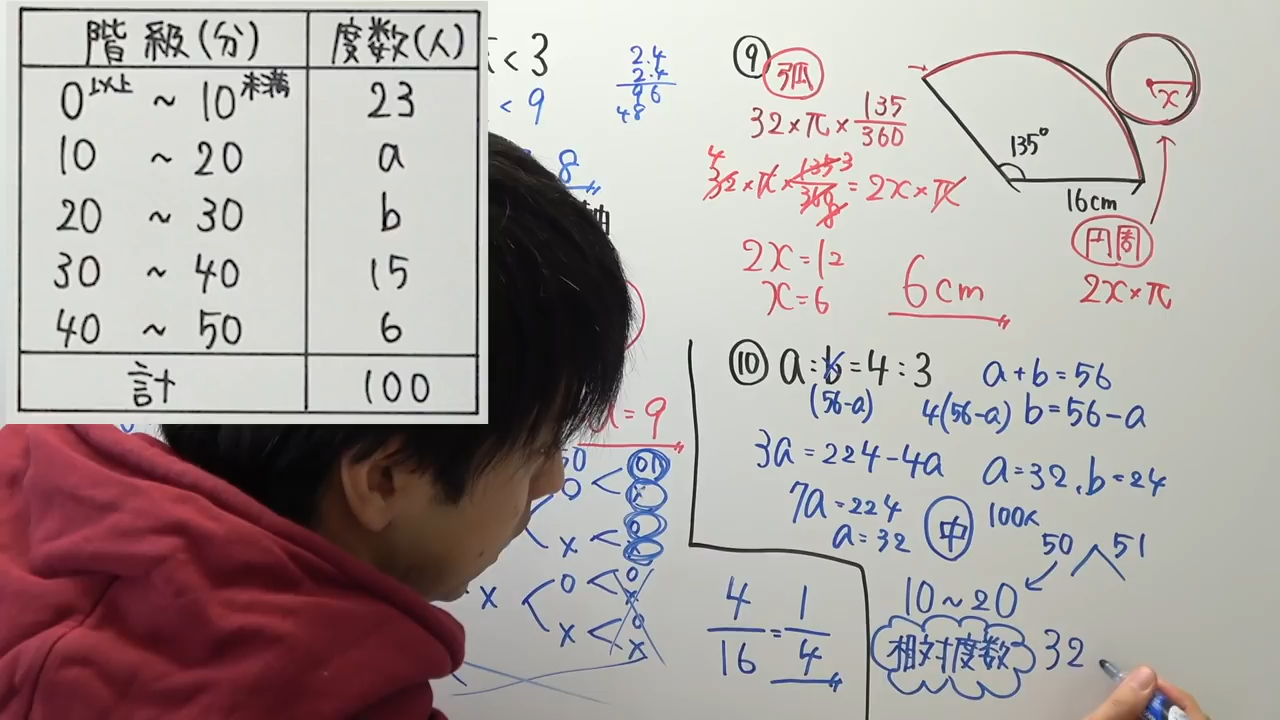 階級(分) 度数(人)
0以上 ~ 10未満 23
10 ~ 20 a
20 ~ 30 b
30 ~ 40 15
40 ~ 50 6
計 100
< 3
< 9
2.4
2.4
96
48
8
a = 9
⑨ 弧
32×π×135/360
4
32×π×135/360=2x×π
3
8
2x=12
x=6
6cm
135°
16cm
x
円周
2x×π
⑩ a:b=4:3
(56-a)
a+b=56
4(56-a) b=56-a
3a=224-4a
a=32, b=24
7a=224
a=32
中
100人
50 51
10~20
相対度数 32
4/16=1/4
x
o
x
x